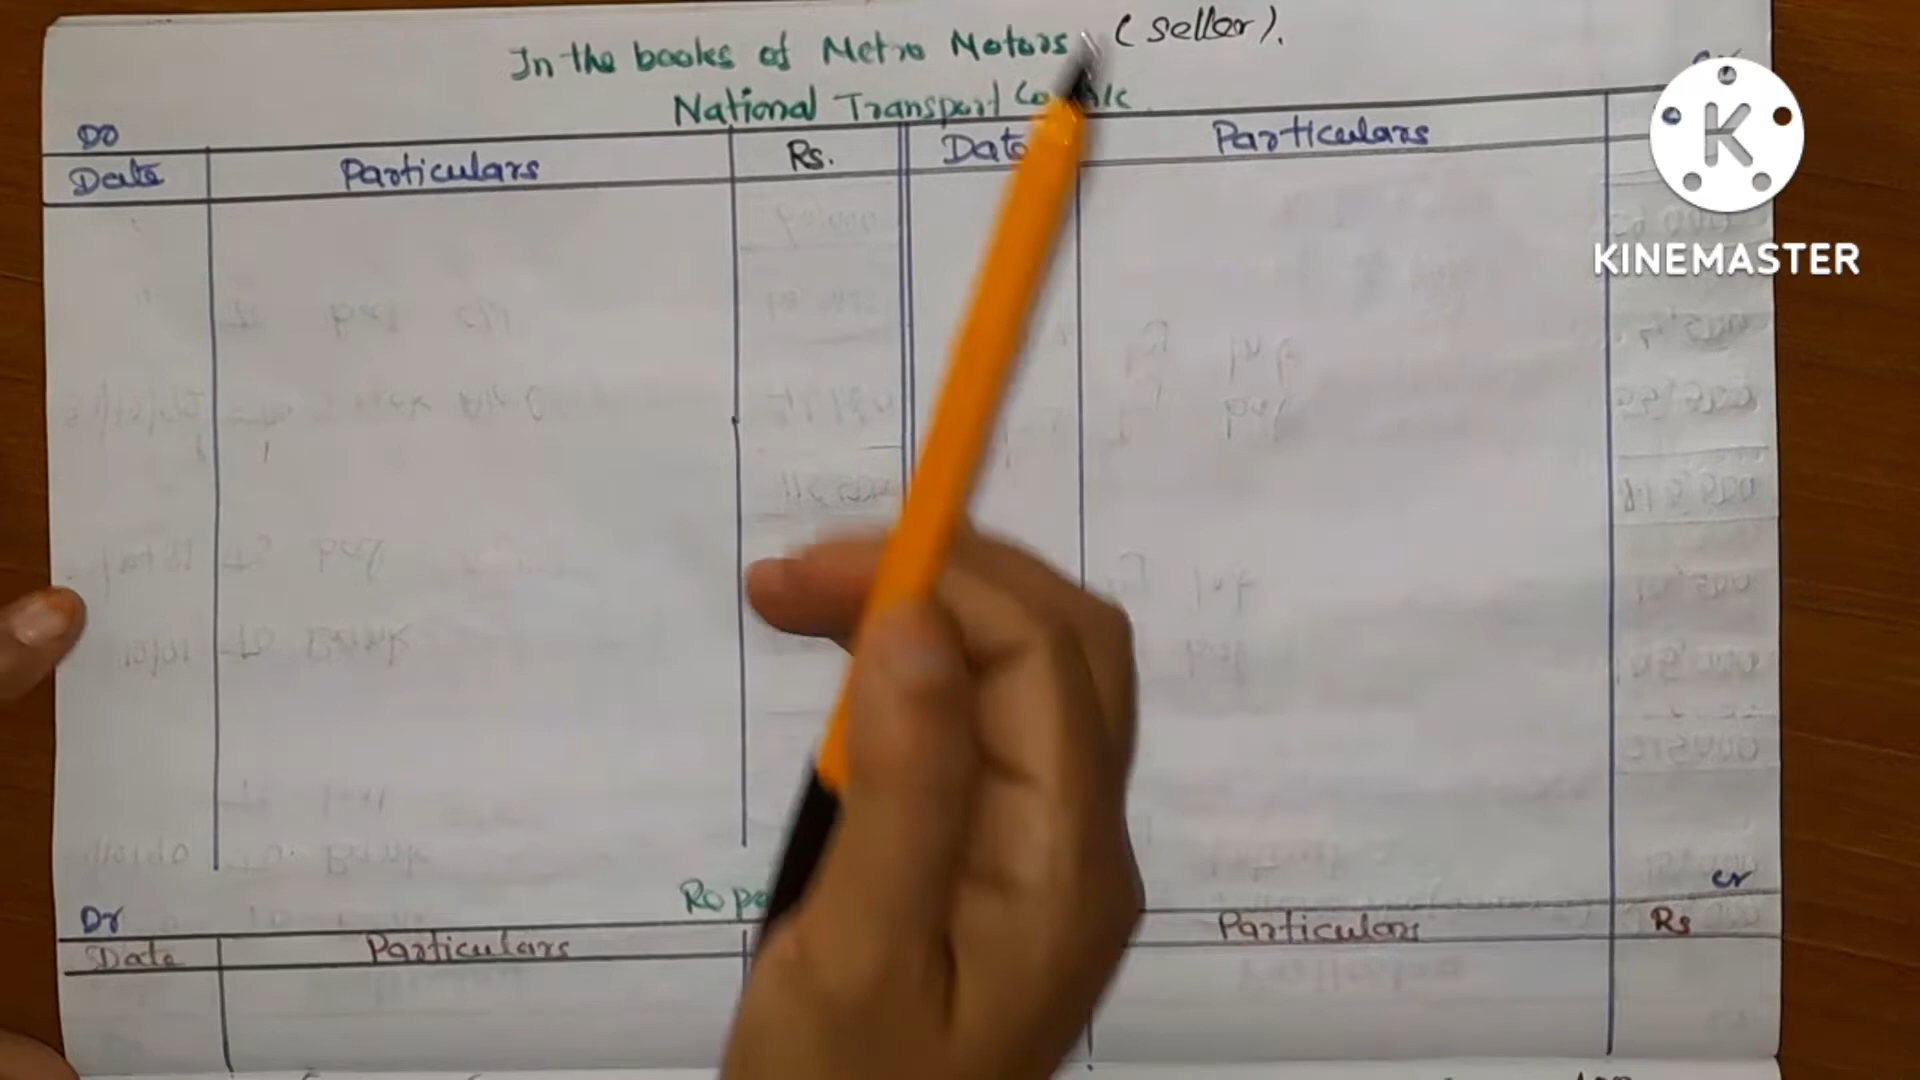 In the books of Metro Motors (seller).
National Transport Co A/c
Dr
Date Particulars Rs. Date Particulars
KINEMASTER
Dr cr
Date Particulars Particulars Rs